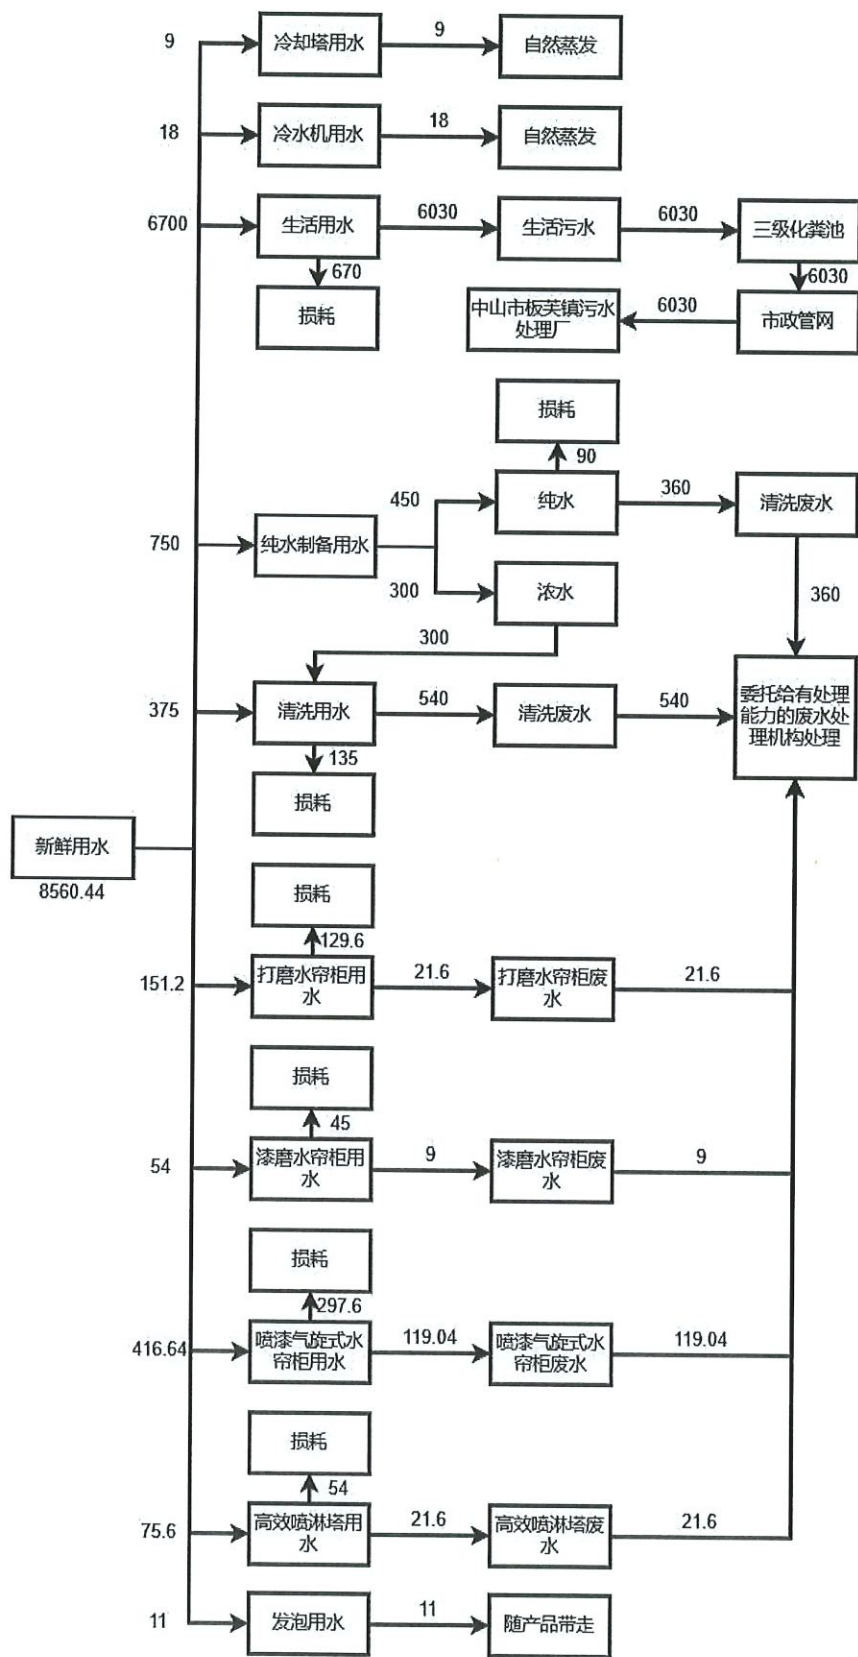 9
冷却塔用水
9
自然蒸发
18
冷水机用水
18
自然蒸发
6700
生活用水
6030
生活污水
6030
三级化粪池
670
6030
损耗
中山市板芙镇污水
处理厂
6030
市政管网
损耗
90
450
纯水
360
清洗废水
750
纯水制备用水
300
浓水
360
300
375
清洗用水
540
清洗废水
540
委托给有处理
能力的废水处
理机构处理
135
损耗
新鲜用水
8560.44
损耗
129.6
151.2
打磨水帘柜用
水
21.6
打磨水帘柜废
水
21.6
损耗
45
54
漆磨水帘柜用
水
9
漆磨水帘柜废
水
9
损耗
297.6
416.64
喷漆气旋式水
帘柜用水
119.04
喷漆气旋式水
帘柜废水
119.04
损耗
54
75.6
高效喷淋塔用
水
21.6
高效喷淋塔废
水
21.6
11
发泡用水
11
随产品带走